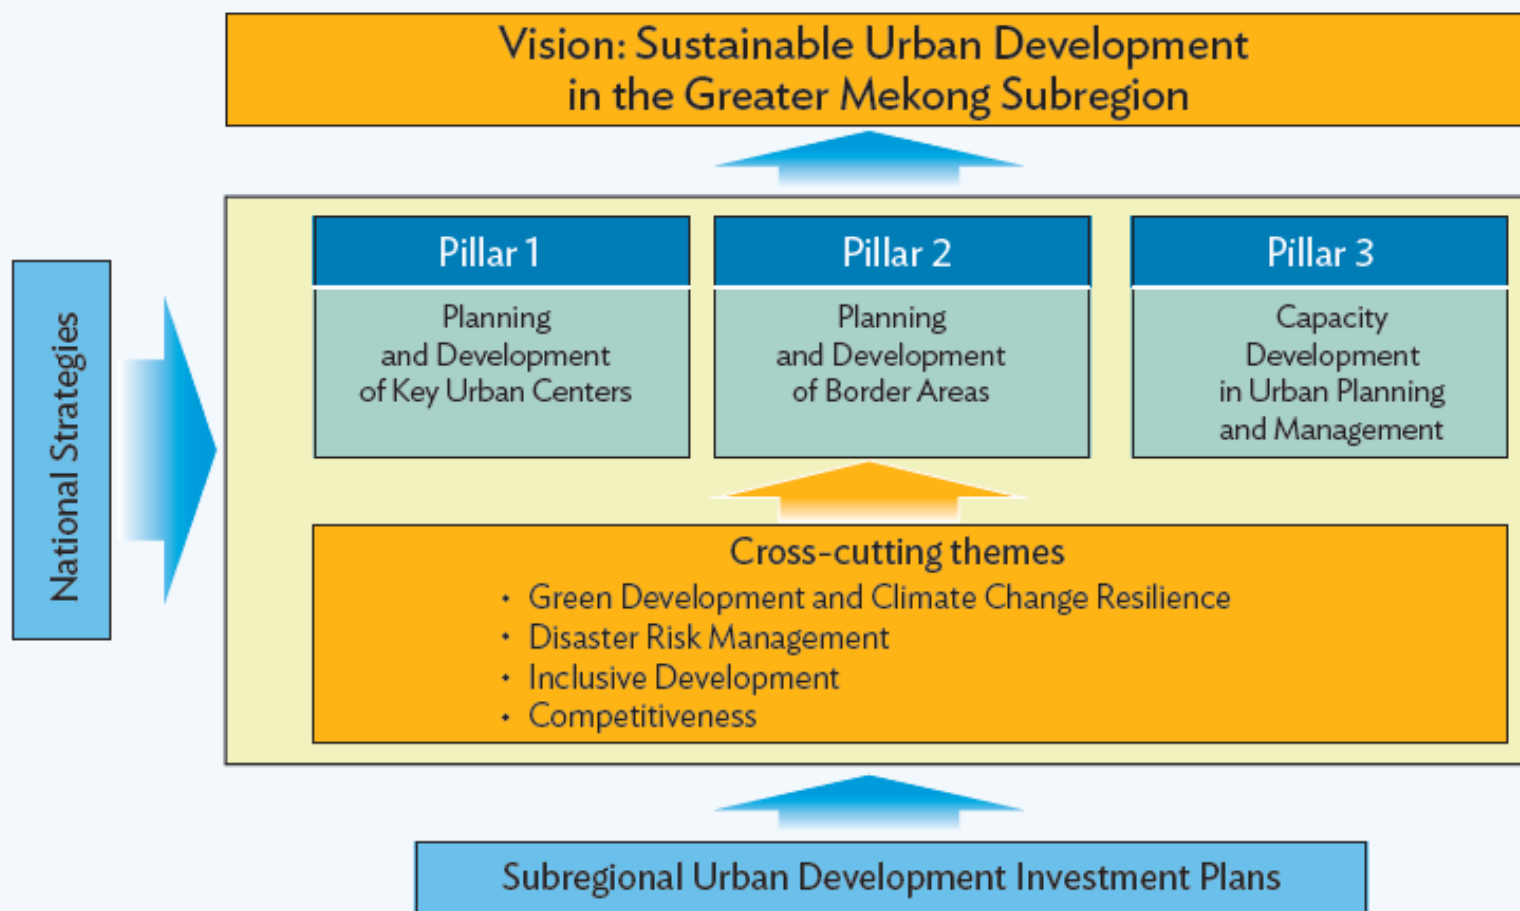 Vision: Sustainable Urban Development
in the Greater Mekong Subregion
National Strategies
Pillar 1
Planning
and Development
of Key Urban Centers
Pillar 2
Planning
and Development
of Border Areas
Pillar 3
Capacity
Development
in Urban Planning
and Management
Cross-cutting themes
• Green Development and Climate Change Resilience
• Disaster Risk Management
• Inclusive Development
• Competitiveness
Subregional Urban Development Investment Plans